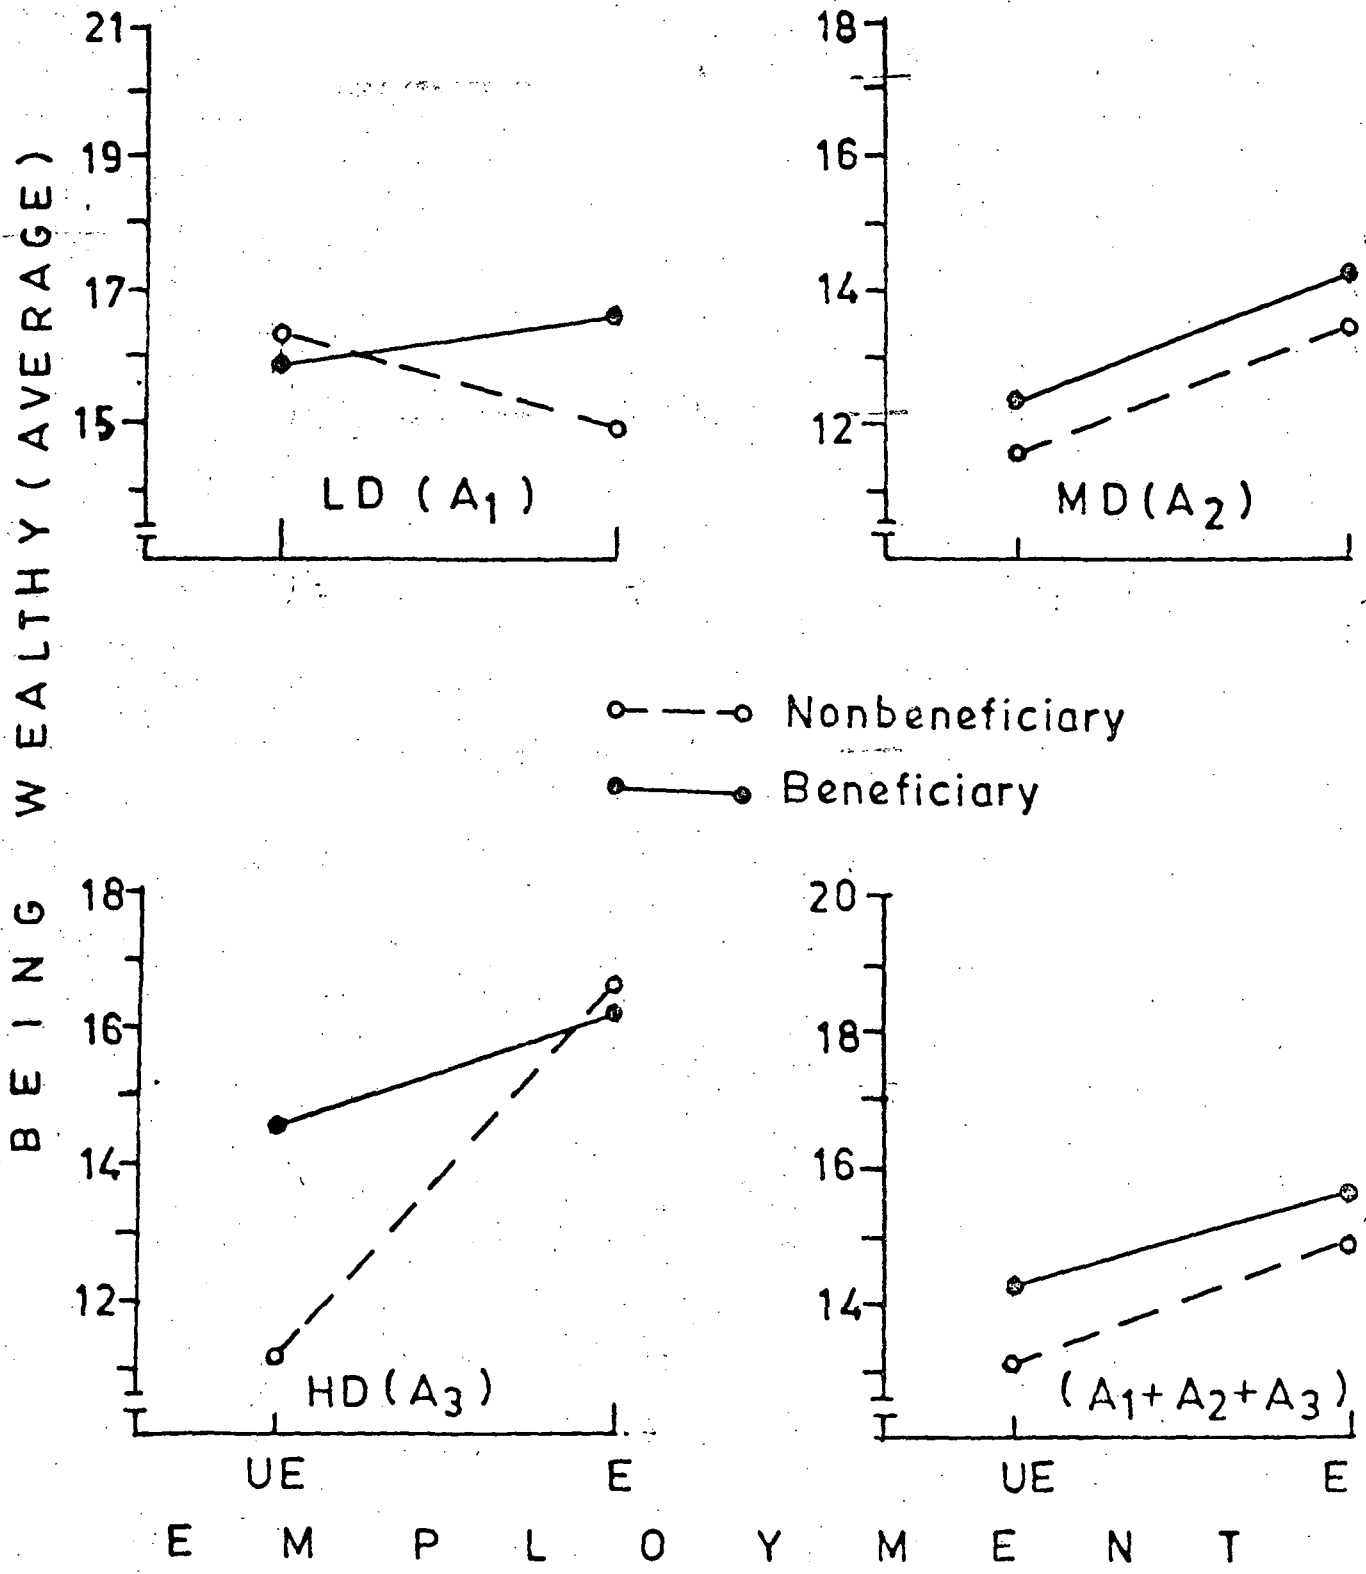 BEING WEALTHY (AVERAGE)
21
19
17
15
LD (A1)
18
16
14
12
MD(A2)
Nonbeneficiary
Beneficiary
18
16
14
12
HD(A3)
UE E
20
18
16
14
(A1+A2+A3)
UE E
EMPLOYMENT